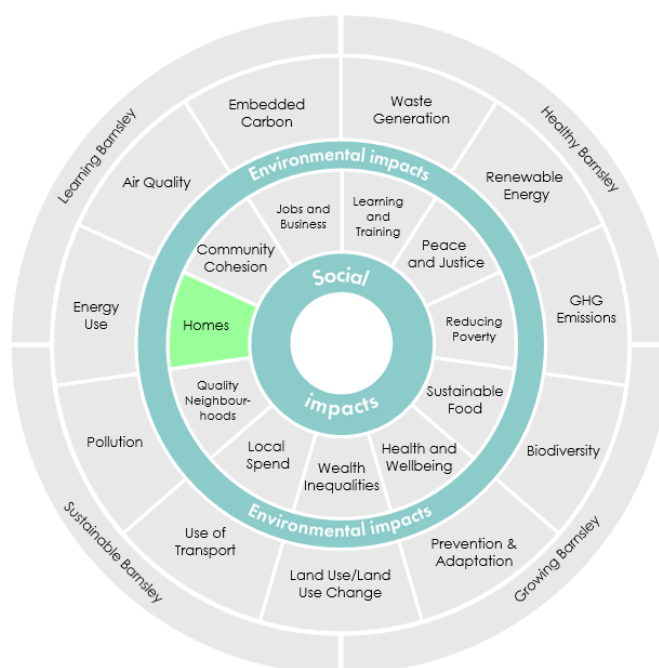 Learning Barnsley
Healthy Barnsley
Growing Barnsley
Sustainable Barnsley
Embedded
Carbon
Waste
Generation
Renewable
Energy
GHG
Emissions
Biodiversity
Prevention &
Adaptation
Land Use/Land
Use Change
Use of
Transport
Pollution
Energy
Use
Air Quality
Environmental impacts
Environmental impacts
Jobs and
Business
Learning
and
Training
Peace
and Justice
Reducing
Poverty
Sustainable
Food
Health and
Wellbeing
Wealth
Inequalities
Local
Spend
Quality
Neighbour-
hoods
Homes
Community
Cohesion
Social
impacts